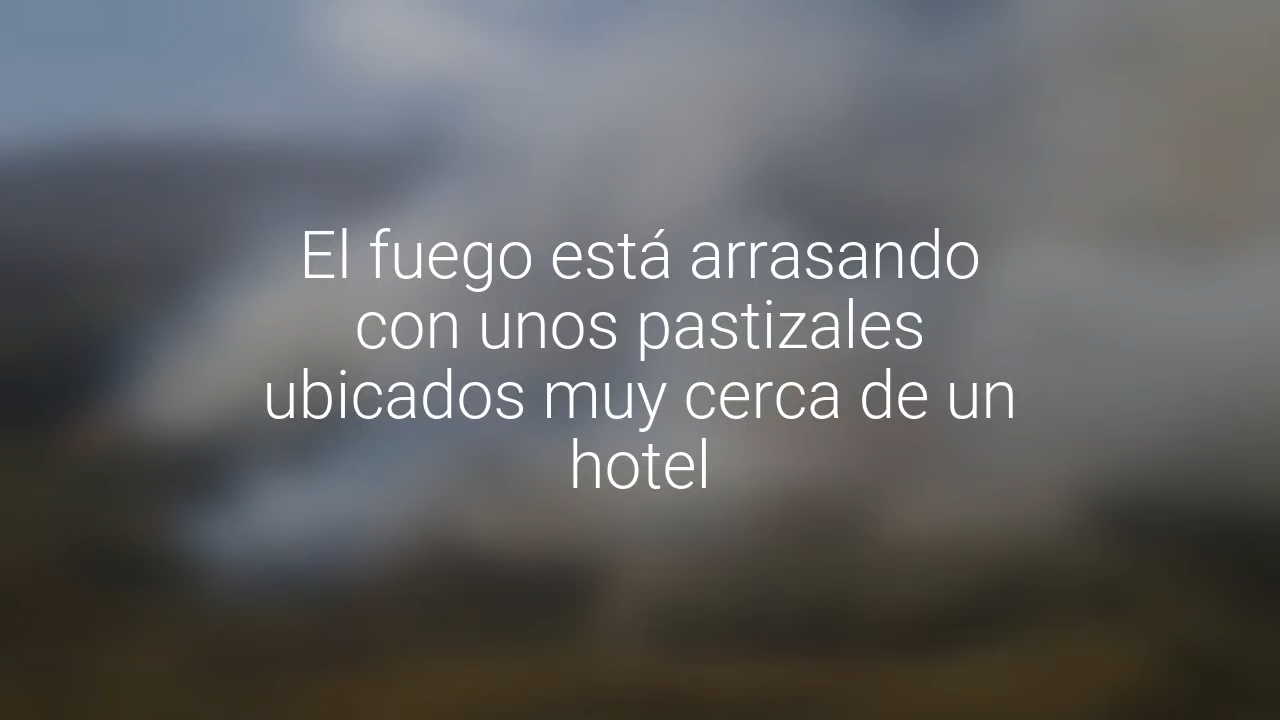 El fuego está arrasando
con unos pastizales
ubicados muy cerca de un
hotel